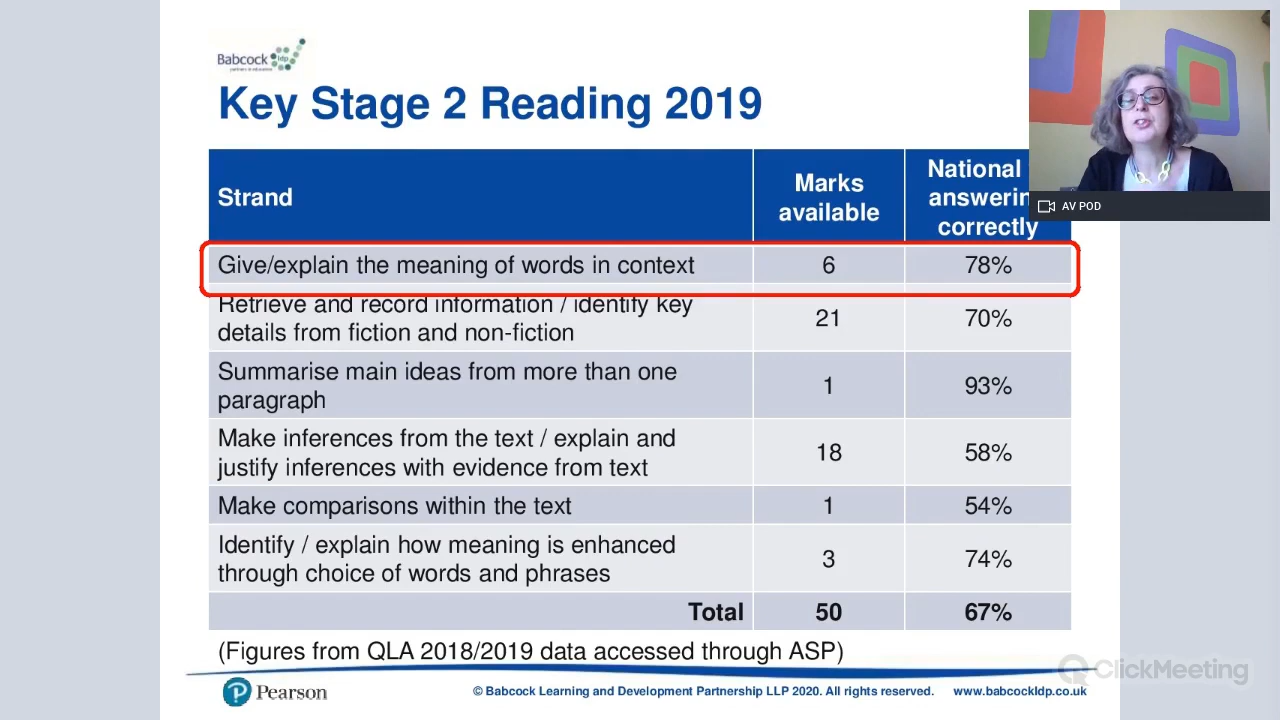 Babcock ldp
partners in education
Key Stage 2 Reading 2019
Strand
Marks
available
National
answerin
correctly
AV POD
Give/explain the meaning of words in context 6 78%
Retrieve and record information / identify key
details from fiction and non-fiction 21 70%
Summarise main ideas from more than one
paragraph 1 93%
Make inferences from the text / explain and
justify inferences with evidence from text 18 58%
Make comparisons within the text 1 54%
Identify / explain how meaning is enhanced
through choice of words and phrases 3 74%
Total 50 67%
(Figures from QLA 2018/2019 data accessed through ASP)
ClickMeeting
Pearson
© Babcock Learning and Development Partnership LLP 2020. All rights reserved. www.babcockldp.co.uk